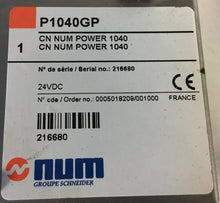 P1040GP
1
CN NUM POWER 1040
CN NUM POWER 1040
N° de série / Serial no.: 216680
24VDC
N° cde / Order no.: 0005018209/001000
FRANCE
216680
num
GROUPE SCHNEIDER